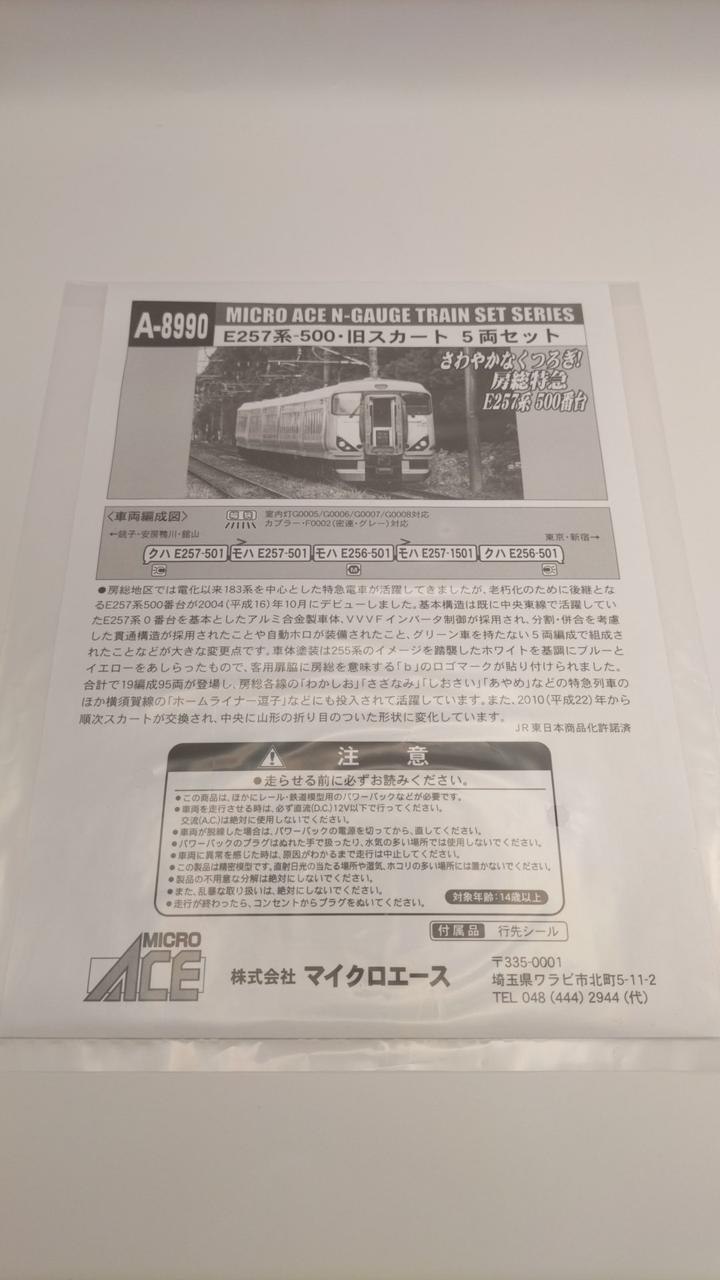 A-8990
MICRO ACE N-GAUGE TRAIN SET SERIES
E257系-500・旧スカート 5両セット
さわやかなくつろぎ!
房総特急
E257系 500番台
〈車両編成図〉
室内灯G0005/G0006/G0007/G0008対応
カプラー・F0002(密連・グレー)対応
←銚子・安房鴨川・館山
東京・新宿→
クハ E257-501 モハ E257-501 モハ E256-501 モハ E257-1501 クハ E256-501
M
●房総地区では電化以来183系を中心とした特急電車が活躍してきましたが、老朽化のために後継とな
るE257系500番台が2004(平成16)年10月にデビューしました。基本構造は既に中央東線で活躍してい
たE257系0番台を基本としたアルミ合金製車体、VVVFインバータ制御が採用され、分割・併合を考慮
した貫通構造が採用されたことや自動ホロが装備されたこと、グリーン車を持たない5両編成で組成さ
れたことなどが大きな変更点です。車体塗装は255系のイメージを踏襲したホワイトを基調にブルーと
イエローをあしらったもので、客用扉脇に房総を意味する「b」のロゴマークが貼り付けられました。
合計で19編成95両が登場し、房総各線の「わかしお」「さざなみ」「しおさい」「あやめ」などの特急列車の
ほか横須賀線の「ホームライナー逗子」などにも投入されて活躍しています。また、2010(平成22)年から
順次スカートが交換され、中央に山形の折り目のついた形状に変化しています。
JR東日本商品化許諾済
注 意
●走らせる前に必ずお読みください。
●この商品は、ほかにレール・鉄道模型用のパワーパックなどが必要です。
●車両を走行させる時は、必ず直流(D.C.)12V以下で行ってください。
交流(A.C.)は絶対に使用しないでください。
●車両が脱線した場合は、パワーパックの電源を切ってから、直してください。
●パワーパックのプラグはぬれた手で扱ったり、水気の多い場所では使用しないでください。
●車両に異常を感じた時は、原因がわかるまで走行は中止してください。
●この製品は精密模型です。直射日光の当たる場所や湿気、ホコリの多い場所には置かないでください。
●製品の不用意な分解は絶対にしないでください。
●また、乱暴な取り扱いは、絶対にしないでください。
●走行が終わったら、コンセントからプラグをぬいてください。
対象年齢:14歳以上
付属品 行先シール
MICRO
ACE
株式会社 マイクロエース
〒335-0001
埼玉県ワラビ市北町5-11-2
TEL 048 (444) 2944 (代)